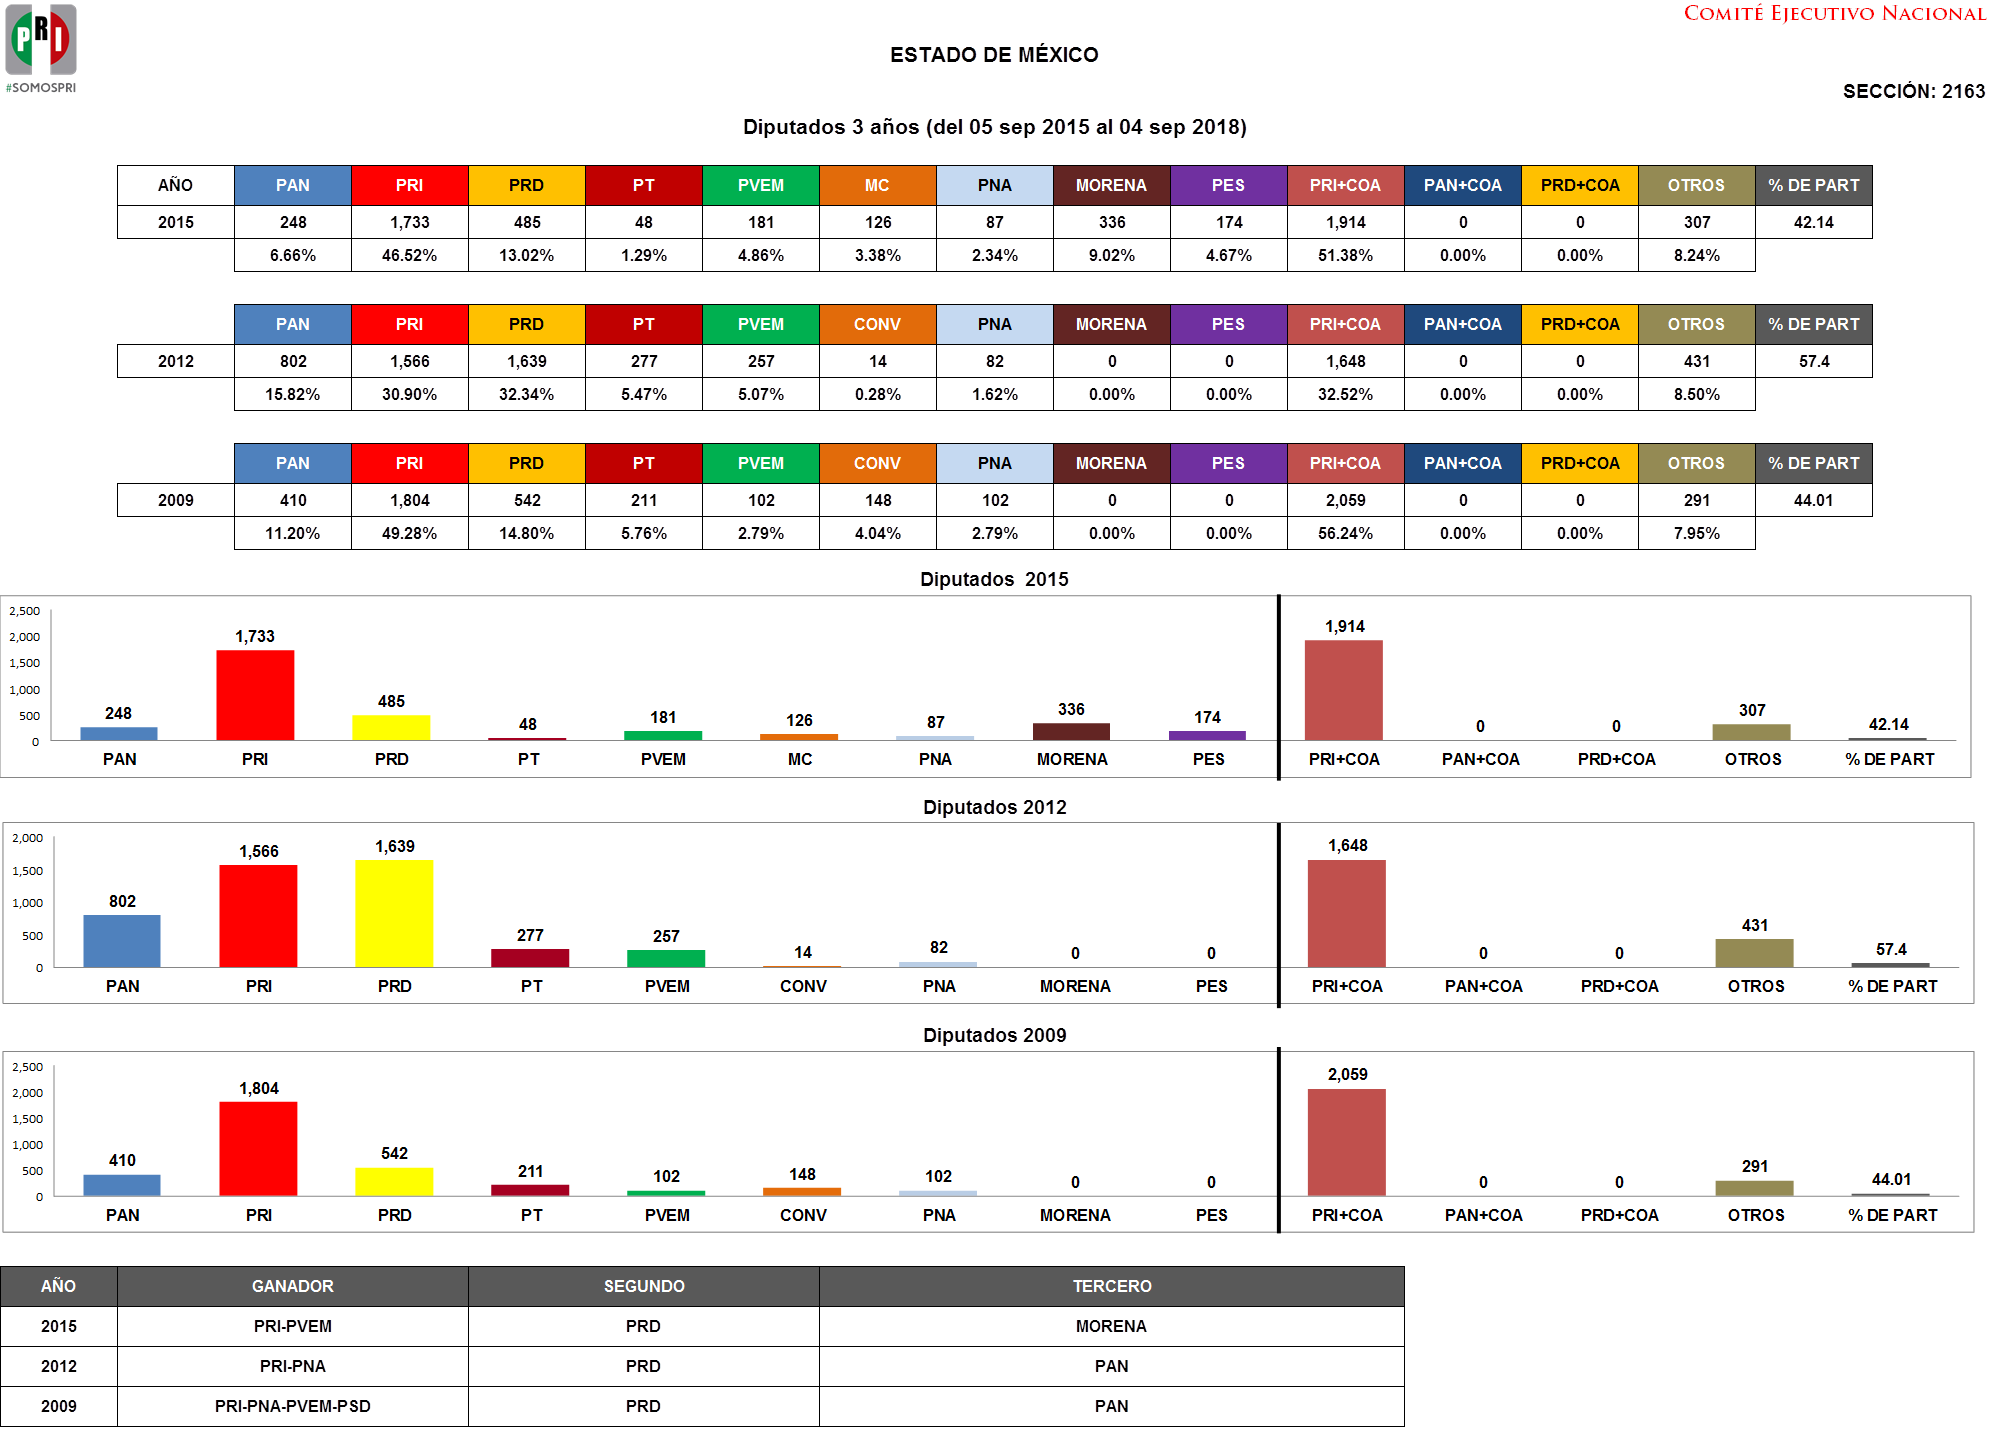 PRI
#SOMOSPRI
COMITÉ EJECUTIVO NACIONAL
ESTADO DE MÉXICO
SECCIÓN: 2163
Diputados 3 años (del 05 sep 2015 al 04 sep 2018)
AÑO PAN PRI PRD PT PVEM MC PNA MORENA PES PRI+COA PAN+COA PRD+COA OTROS % DE PART
2015 248 1,733 485 48 181 126 87 336 174 1,914 0 0 307 42.14
6.66% 46.52% 13.02% 1.29% 4.86% 3.38% 2.34% 9.02% 4.67% 51.38% 0.00% 0.00% 8.24%
PAN PRI PRD PT PVEM CONV PNA MORENA PES PRI+COA PAN+COA PRD+COA OTROS % DE PART
2012 802 1,566 1,639 277 257 14 82 0 0 1,648 0 0 431 57.4
15.82% 30.90% 32.34% 5.47% 5.07% 0.28% 1.62% 0.00% 0.00% 32.52% 0.00% 0.00% 8.50%
PAN PRI PRD PT PVEM CONV PNA MORENA PES PRI+COA PAN+COA PRD+COA OTROS % DE PART
2009 410 1,804 542 211 102 148 102 0 0 2,059 0 0 291 44.01
11.20% 49.28% 14.80% 5.76% 2.79% 4.04% 2.79% 0.00% 0.00% 56.24% 0.00% 0.00% 7.95%
Diputados 2015
2,500
2,000
1,500
1,000
500
0
248 1,733 485 48 181 126 87 336 174 1,914 0 0 307 42.14
PAN PRI PRD PT PVEM MC PNA MORENA PES PRI+COA PAN+COA PRD+COA OTROS % DE PART
Diputados 2012
2,000
1,500
1,000
500
0
802 1,566 1,639 277 257 14 82 0 0 1,648 0 0 431 57.4
PAN PRI PRD PT PVEM CONV PNA MORENA PES PRI+COA PAN+COA PRD+COA OTROS % DE PART
Diputados 2009
2,500
2,000
1,500
1,000
500
0
410 1,804 542 211 102 148 102 0 0 2,059 0 0 291 44.01
PAN PRI PRD PT PVEM CONV PNA MORENA PES PRI+COA PAN+COA PRD+COA OTROS % DE PART
AÑO GANADOR SEGUNDO TERCERO
2015 PRI-PVEM PRD MORENA
2012 PRI-PNA PRD PAN
2009 PRI-PNA-PVEM-PSD PRD PAN